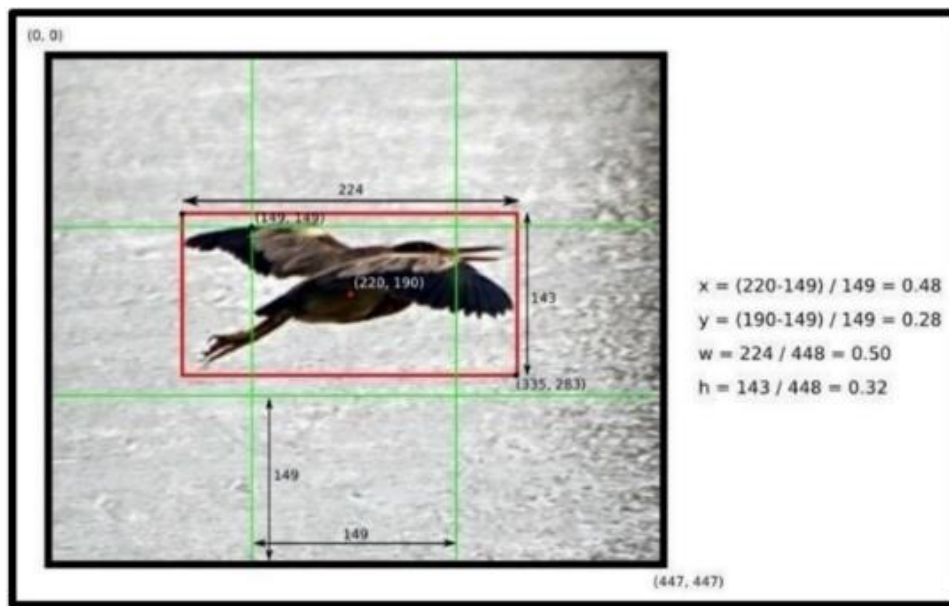 (0, 0)
224
(149, 149)
(220, 190)
143
(335, 283)
149
149
(447, 447)
x = (220-149) / 149 = 0.48
y = (190-149) / 149 = 0.28
w = 224 / 448 = 0.50
h = 143 / 448 = 0.32